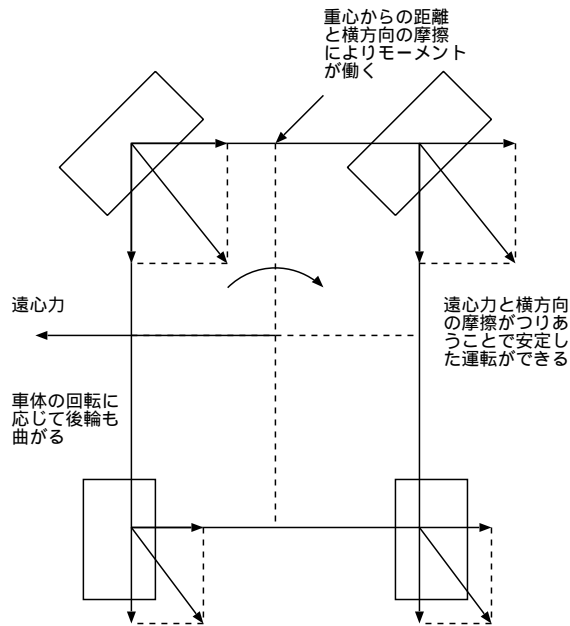 重心からの距離
と横方向の摩擦
によりモーメント
が働く
遠心力
遠心力と横方向
の摩擦がつりあ
うことで安定し
た運転ができる
車体の回転に
応じて後輪も
曲がる